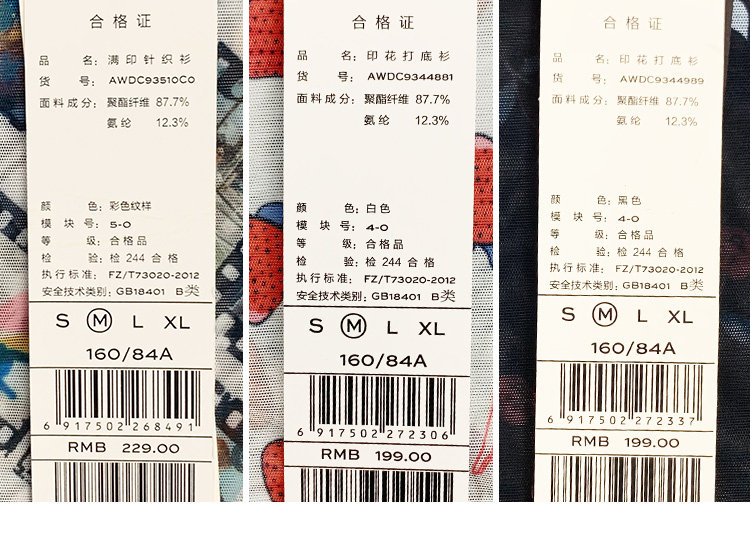 合格证
品 名：满印针织衫
货 号：AWDC93510C0
面料成分：聚酯纤维 87.7%
氨纶 12.3%
颜 色：彩色纹样
模 块 号：5-0
等 级：合格品
检 验：检 244 合格
执行标准：FZ/T73020-2012
安全技术类别：GB18401 B类
S M L XL
160/84A
6 917502 268491
RMB 229.00
合格证
品 名：印花打底衫
货 号：AWDC9344881
面料成分：聚酯纤维 87.7%
氨纶 12.3%
颜 色：白色
模 块 号：4-0
等 级：合格品
检 验：检 244 合格
执行标准：FZ/T73020-2012
安全技术类别：GB18401 B类
S M L XL
160/84A
6 917502 272306
RMB 199.00
合格证
品 名：印花打底衫
货 号：AWDC9344989
面料成分：聚酯纤维 87.7%
氨纶 12.3%
颜 色：黑色
模 块 号：4-0
等 级：合格品
检 验：检 244 合格
执行标准：FZ/T73020-2012
安全技术类别：GB18401 B类
S M L XL
160/84A
6 917502 272337
RMB 199.00